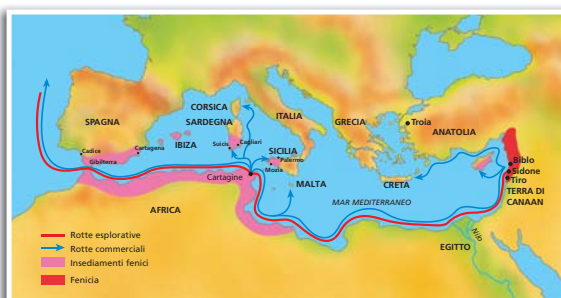 CORSICA
SPAGNA
SARDEGNA
ITALIA
GRECIA
Troia
ANATOLIA
Cadice
Cartagena
IBIZA
Suicis
Cagliari
SICILIA
Gibilterra
Palermo
Mozia
Biblo
Sidone
Tiro
Cartagine
MALTA
CRETA
TERRA DI
CANAAN
AFRICA
MAR MEDITERRANEO
EGITTO
Nilo
Rotte esplorative
Rotte commerciali
Insediamenti fenici
Fenicia